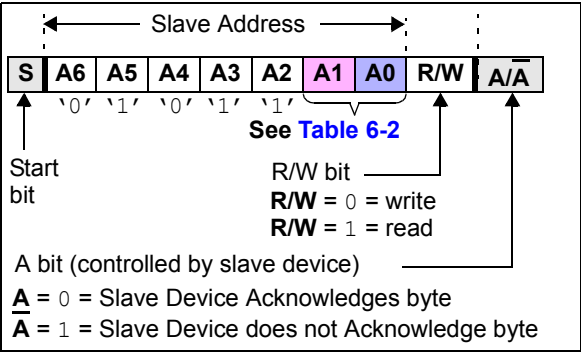 Slave Address
S A6 A5 A4 A3 A2 A1 A0 R/W A/A̅
‘0’ ‘1’ ‘0’ ‘1’ ‘1’
See Table 6-2
Start
bit
R/W bit
R/W = 0 = write
R/W = 1 = read
A bit (controlled by slave device)
A = 0 = Slave Device Acknowledges byte
A̅ = 1 = Slave Device does not Acknowledge byte